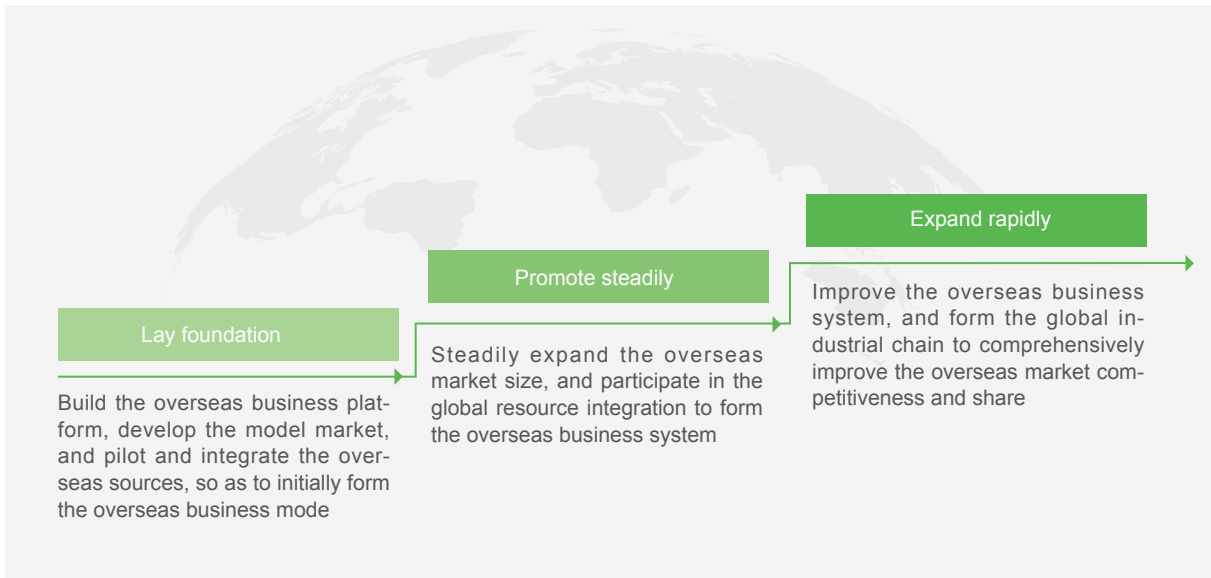 Lay foundation
Build the overseas business plat-
form, develop the model market,
and pilot and integrate the over-
seas sources, so as to initially form
the overseas business mode
Promote steadily
Steadily expand the overseas
market size, and participate in the
global resource integration to form
the overseas business system
Expand rapidly
Improve the overseas business
system, and form the global in-
dustrial chain to comprehensively
improve the overseas market com-
petitiveness and share